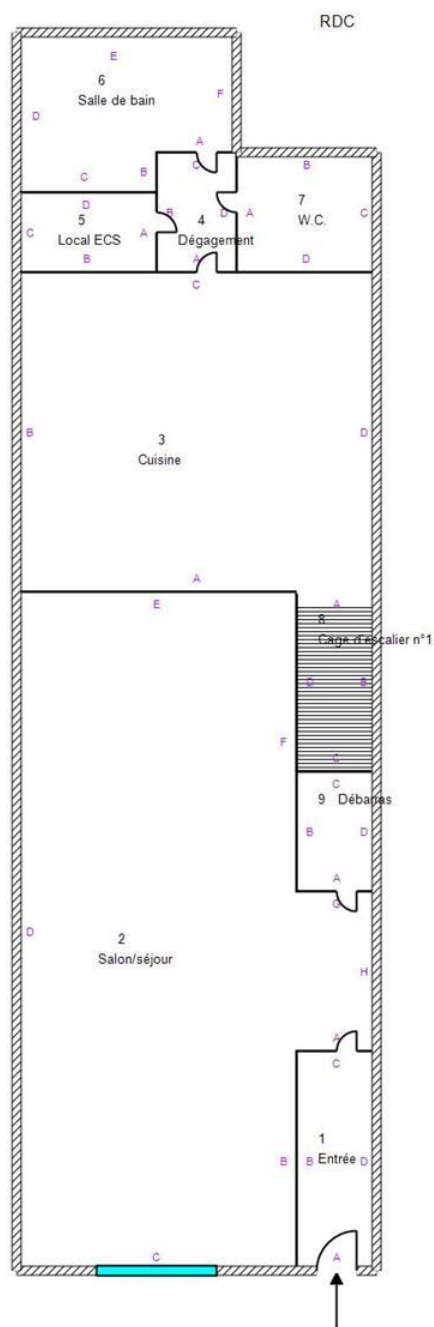 RDC
E
6
Salle de bain
F
D
A
C
B
B
C
7
W.C.
D
5
Local ECS
4
Dégagement
B
D
A
C
C
A
B
A
D
C
B
D
3
Cuisine
A
E
A
8
Cage d'escalier n°1
D
B
F
C
C
9 Débarras
B
D
A
G
D
2
Salon/séjour
H
A
C
1
Entrée
B
B
D
C
A